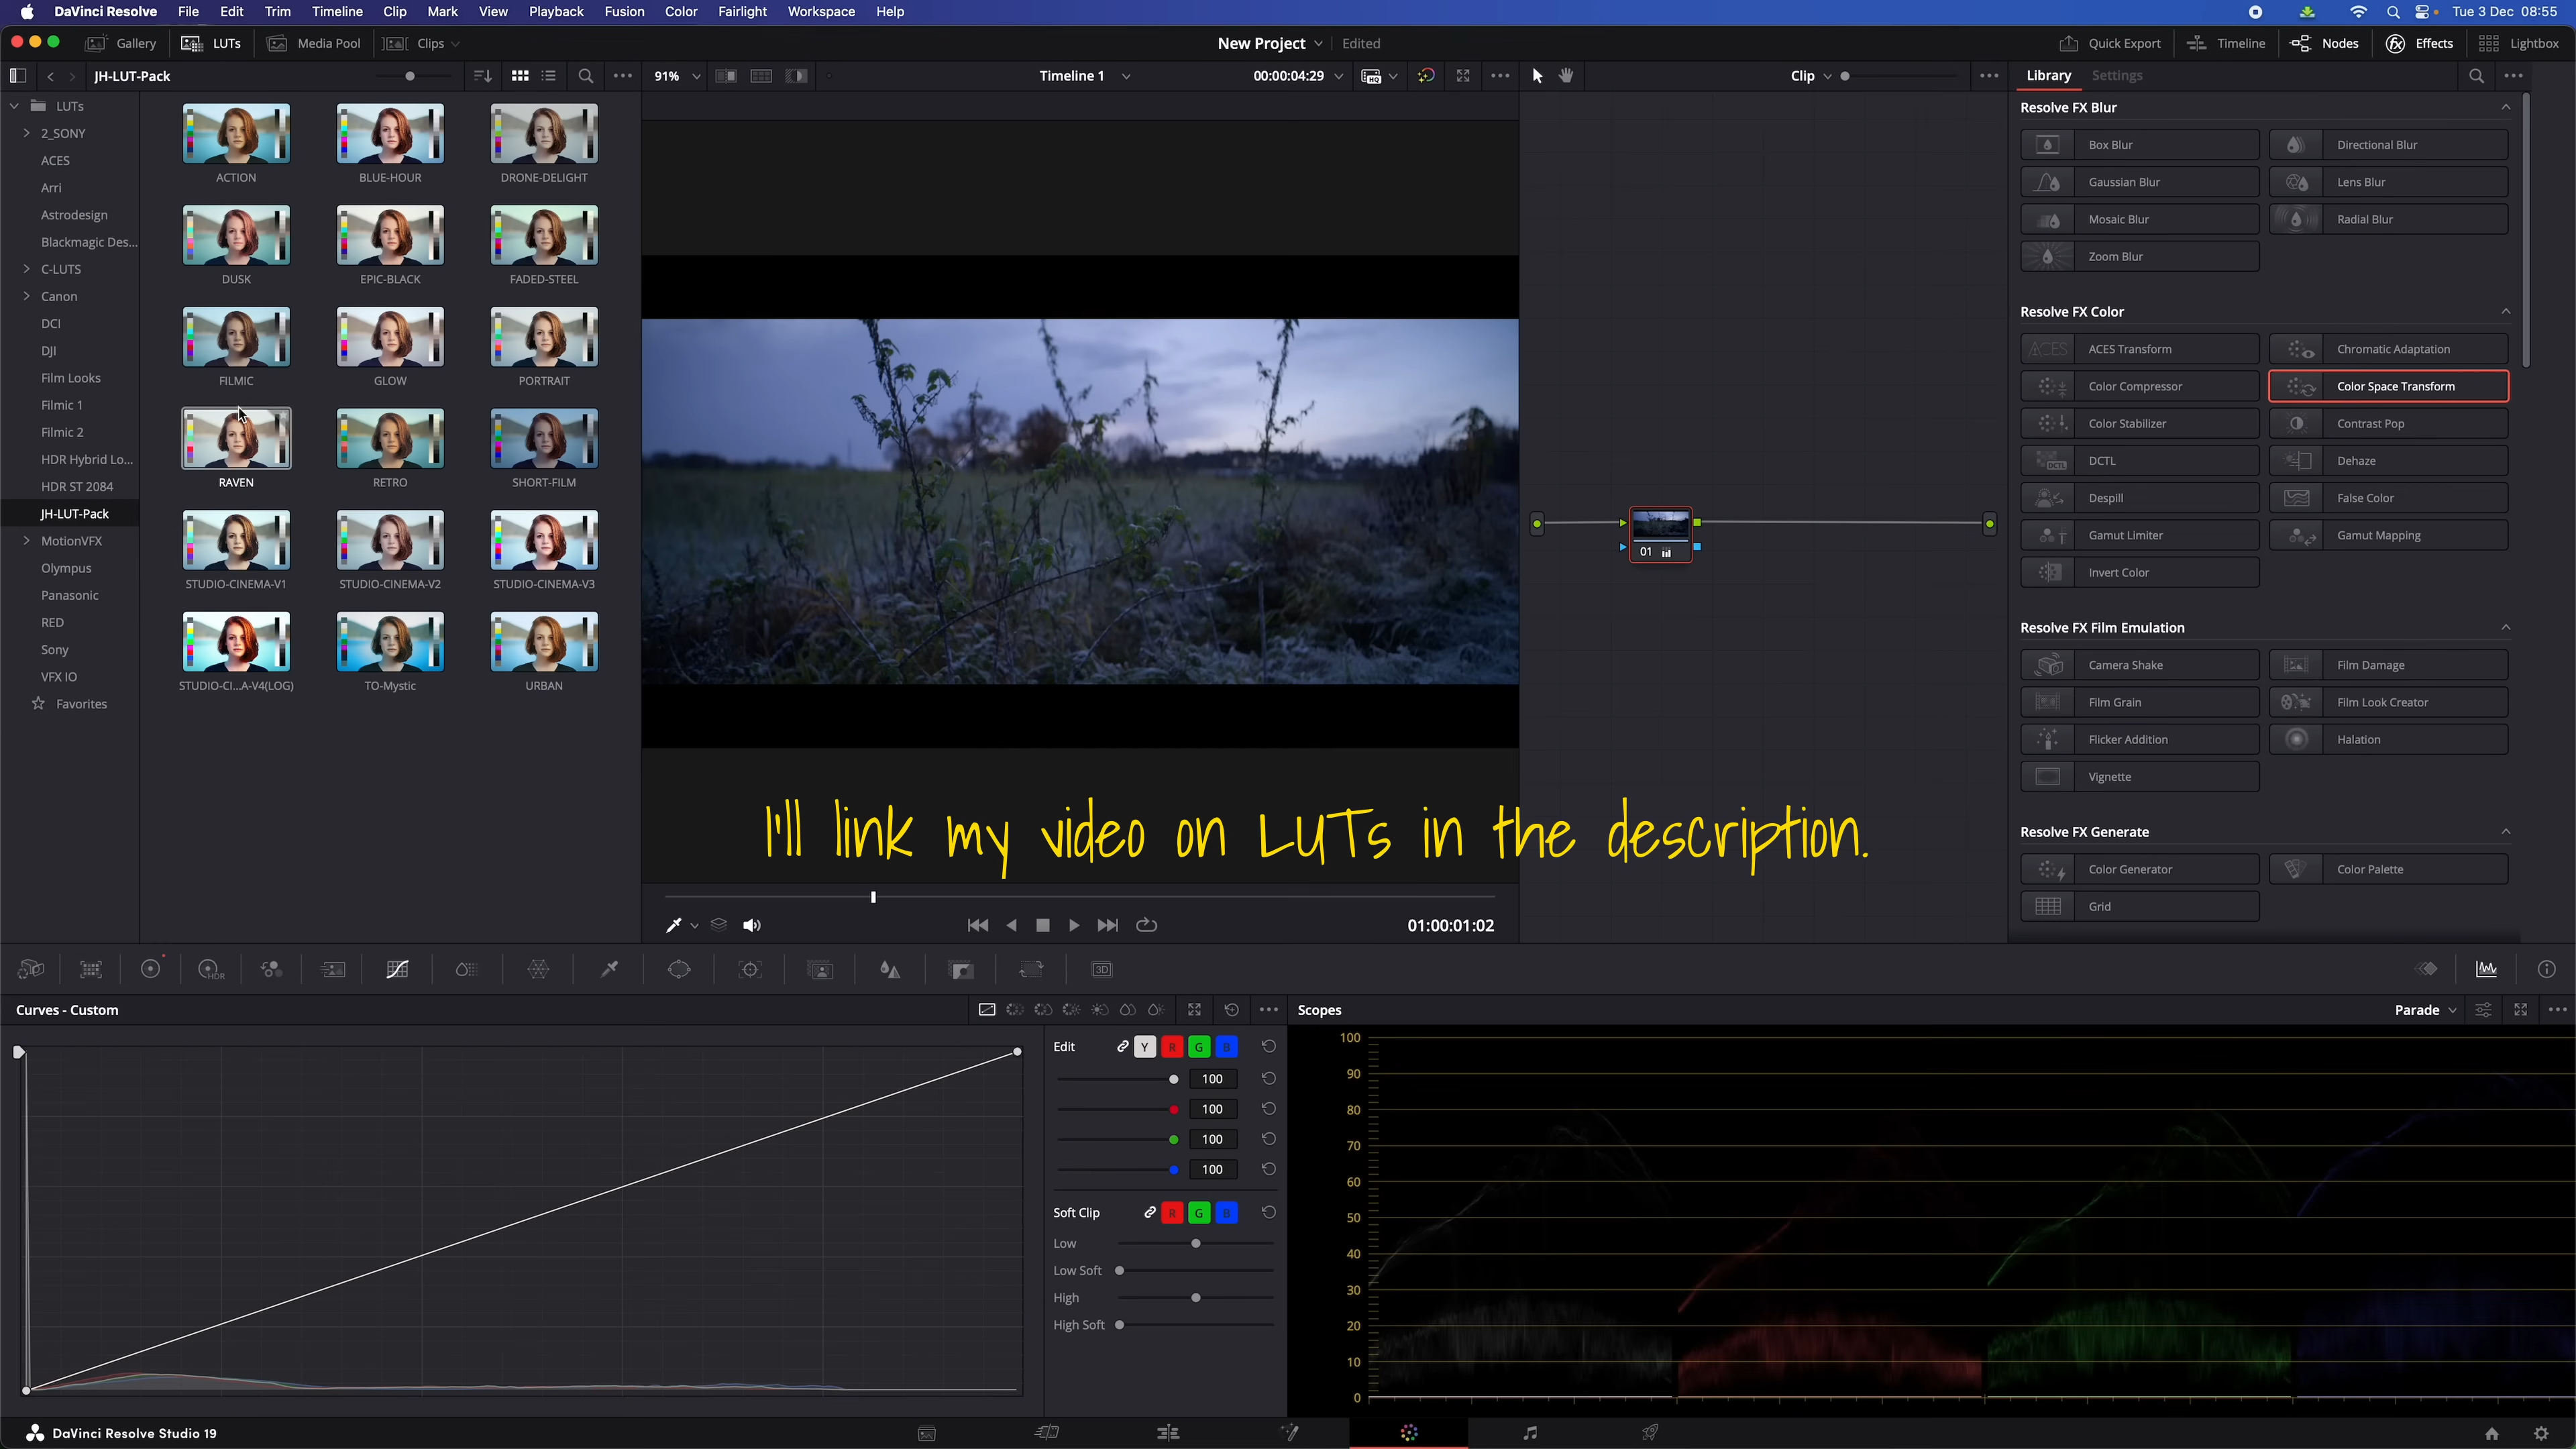 DaVinci Resolve File Edit Trim Timeline Clip Mark View Playback Fusion Color Fairlight Workspace Help Tue 3 Dec 08:55
Gallery LUTs Media Pool Clips New Project Edited Quick Export Timeline Nodes Effects Lightbox
JH-LUT-Pack 91% Timeline 1 00:00:04:29 HQ Clip Library Settings
LUTs
2_SONY
ACES
Arri
Astrodesign
Blackmagic Des...
C-LUTS
Canon
DCI
DJI
Film Looks
Filmic 1
Filmic 2
HDR Hybrid Lo...
HDR ST 2084
JH-LUT-Pack
MotionVFX
Olympus
Panasonic
RED
Sony
VFX IO
Favorites
ACTION BLUE-HOUR DRONE-DELIGHT
DUSK EPIC-BLACK FADED-STEEL
FILMIC GLOW PORTRAIT
RAVEN RETRO SHORT-FILM
STUDIO-CINEMA-V1 STUDIO-CINEMA-V2 STUDIO-CINEMA-V3
STUDIO-CI...A-V4(LOG) TO-Mystic URBAN
01
I'll link my video on LUTs in the description.
01:00:01:02
Resolve FX Blur
Box Blur Directional Blur
Gaussian Blur Lens Blur
Mosaic Blur Radial Blur
Zoom Blur
Resolve FX Color
ACES ACES Transform Chromatic Adaptation
Color Compressor Color Space Transform
Color Stabilizer Contrast Pop
DCTL DCTL Dehaze
Despill False Color
Gamut Limiter Gamut Mapping
Invert Color
Resolve FX Film Emulation
Camera Shake Film Damage
Film Grain Film Look Creator
Flicker Addition Halation
Vignette
Resolve FX Generate
Color Generator Color Palette
Grid
HDR 3D
Curves - Custom
Edit Y R G B
100
100
100
100
Soft Clip R G B
Low
Low Soft
High
High Soft
Scopes Parade
100
90
80
70
60
50
40
30
20
10
0
DaVinci Resolve Studio 19